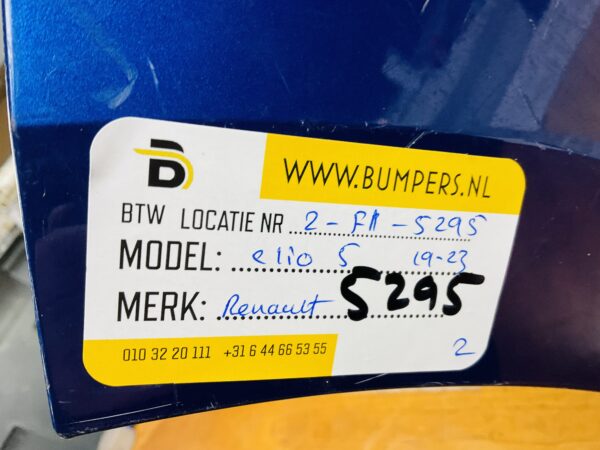 B
WWW.BUMPERS.NL
BTW LOCATIE NR 2-FA-5295
MODEL: clio 5 19-23
MERK: Renault 5295
010 32 20 111 +31 6 44 66 53 55
2